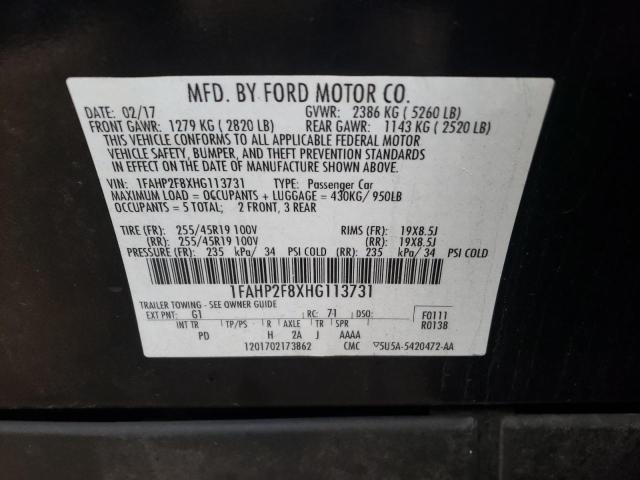 MFD. BY FORD MOTOR CO.
DATE: 02/17 GVWR: 2386 KG ( 5260 LB)
FRONT GAWR: 1279 KG ( 2820 LB) REAR GAWR: 1143 KG ( 2520 LB)
THIS VEHICLE CONFORMS TO ALL APPLICABLE FEDERAL MOTOR
VEHICLE SAFETY, BUMPER, AND THEFT PREVENTION STANDARDS
IN EFFECT ON THE DATE OF MANUFACTURE SHOWN ABOVE.
VIN: 1FAHP2F8XHG113731 TYPE: Passenger Car
MAXIMUM LOAD = OCCUPANTS + LUGGAGE = 430KG/ 950LB
OCCUPANTS = 5 TOTAL; 2 FRONT, 3 REAR
TIRE (FR): 255/45R19 100V RIMS (FR): 19X8.5J
(RR): 255/45R19 100V (RR): 19X8.5J
PRESSURE (FR): 235 kPa/ 34 PSI COLD (RR): 235 kPa/ 34 PSI COLD
1FAHP2F8XHG113731
TRAILER TOWING - SEE OWNER GUIDE
EXT PNT: G1 RC: 71 DSO: F0111
INT TR TP/PS R AXLE TR SPR R0138
PD H 2A J AAAA
1201702173862 CMC ▽5U5A-5420472-AA